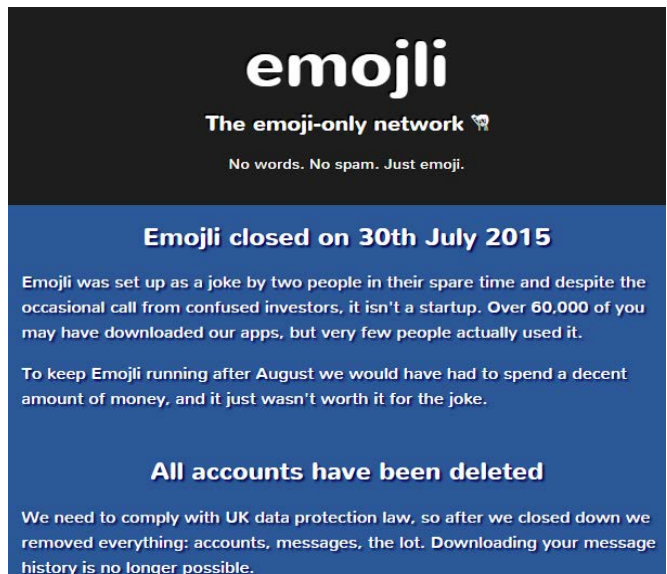 emojli
The emoji-only network 🐪
No words. No spam. Just emoji.
Emojli closed on 30th July 2015
Emojli was set up as a joke by two people in their spare time and despite the
occasional call from confused investors, it isn't a startup. Over 60,000 of you
may have downloaded our apps, but very few people actually used it.
To keep Emojli running after August we would have had to spend a decent
amount of money, and it just wasn't worth it for the joke.
All accounts have been deleted
We need to comply with UK data protection law, so after we closed down we
removed everything: accounts, messages, the lot. Downloading your message
history is no longer possible.